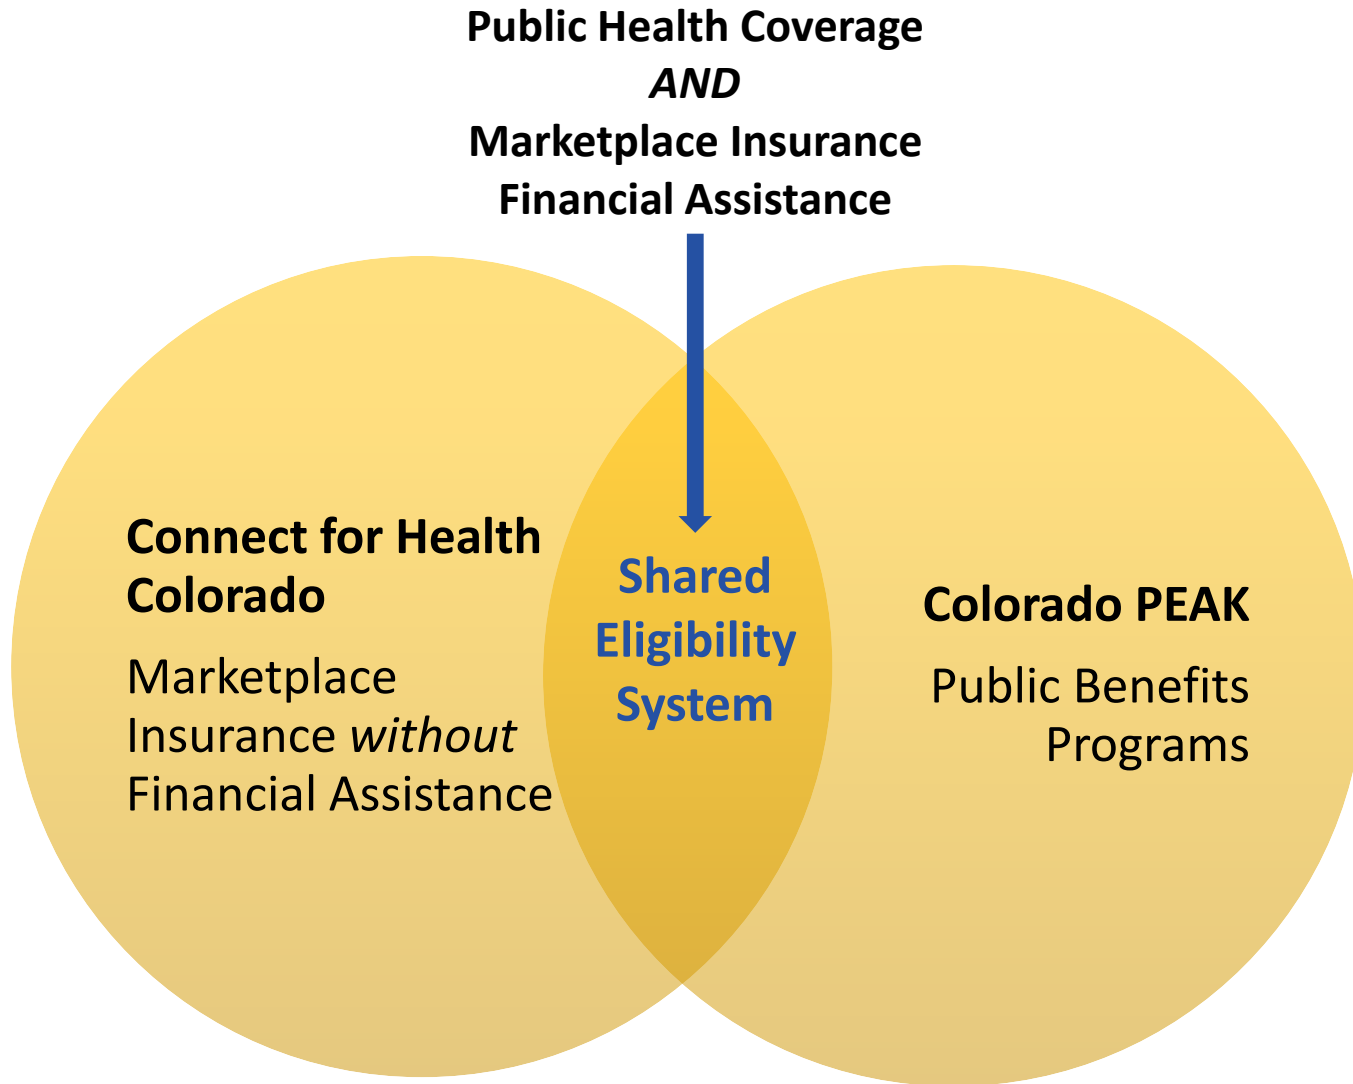 Public Health Coverage
AND
Marketplace Insurance
Financial Assistance
Connect for Health
Colorado
Marketplace
Insurance without
Financial Assistance
Shared
Eligibility
System
Colorado PEAK
Public Benefits
Programs